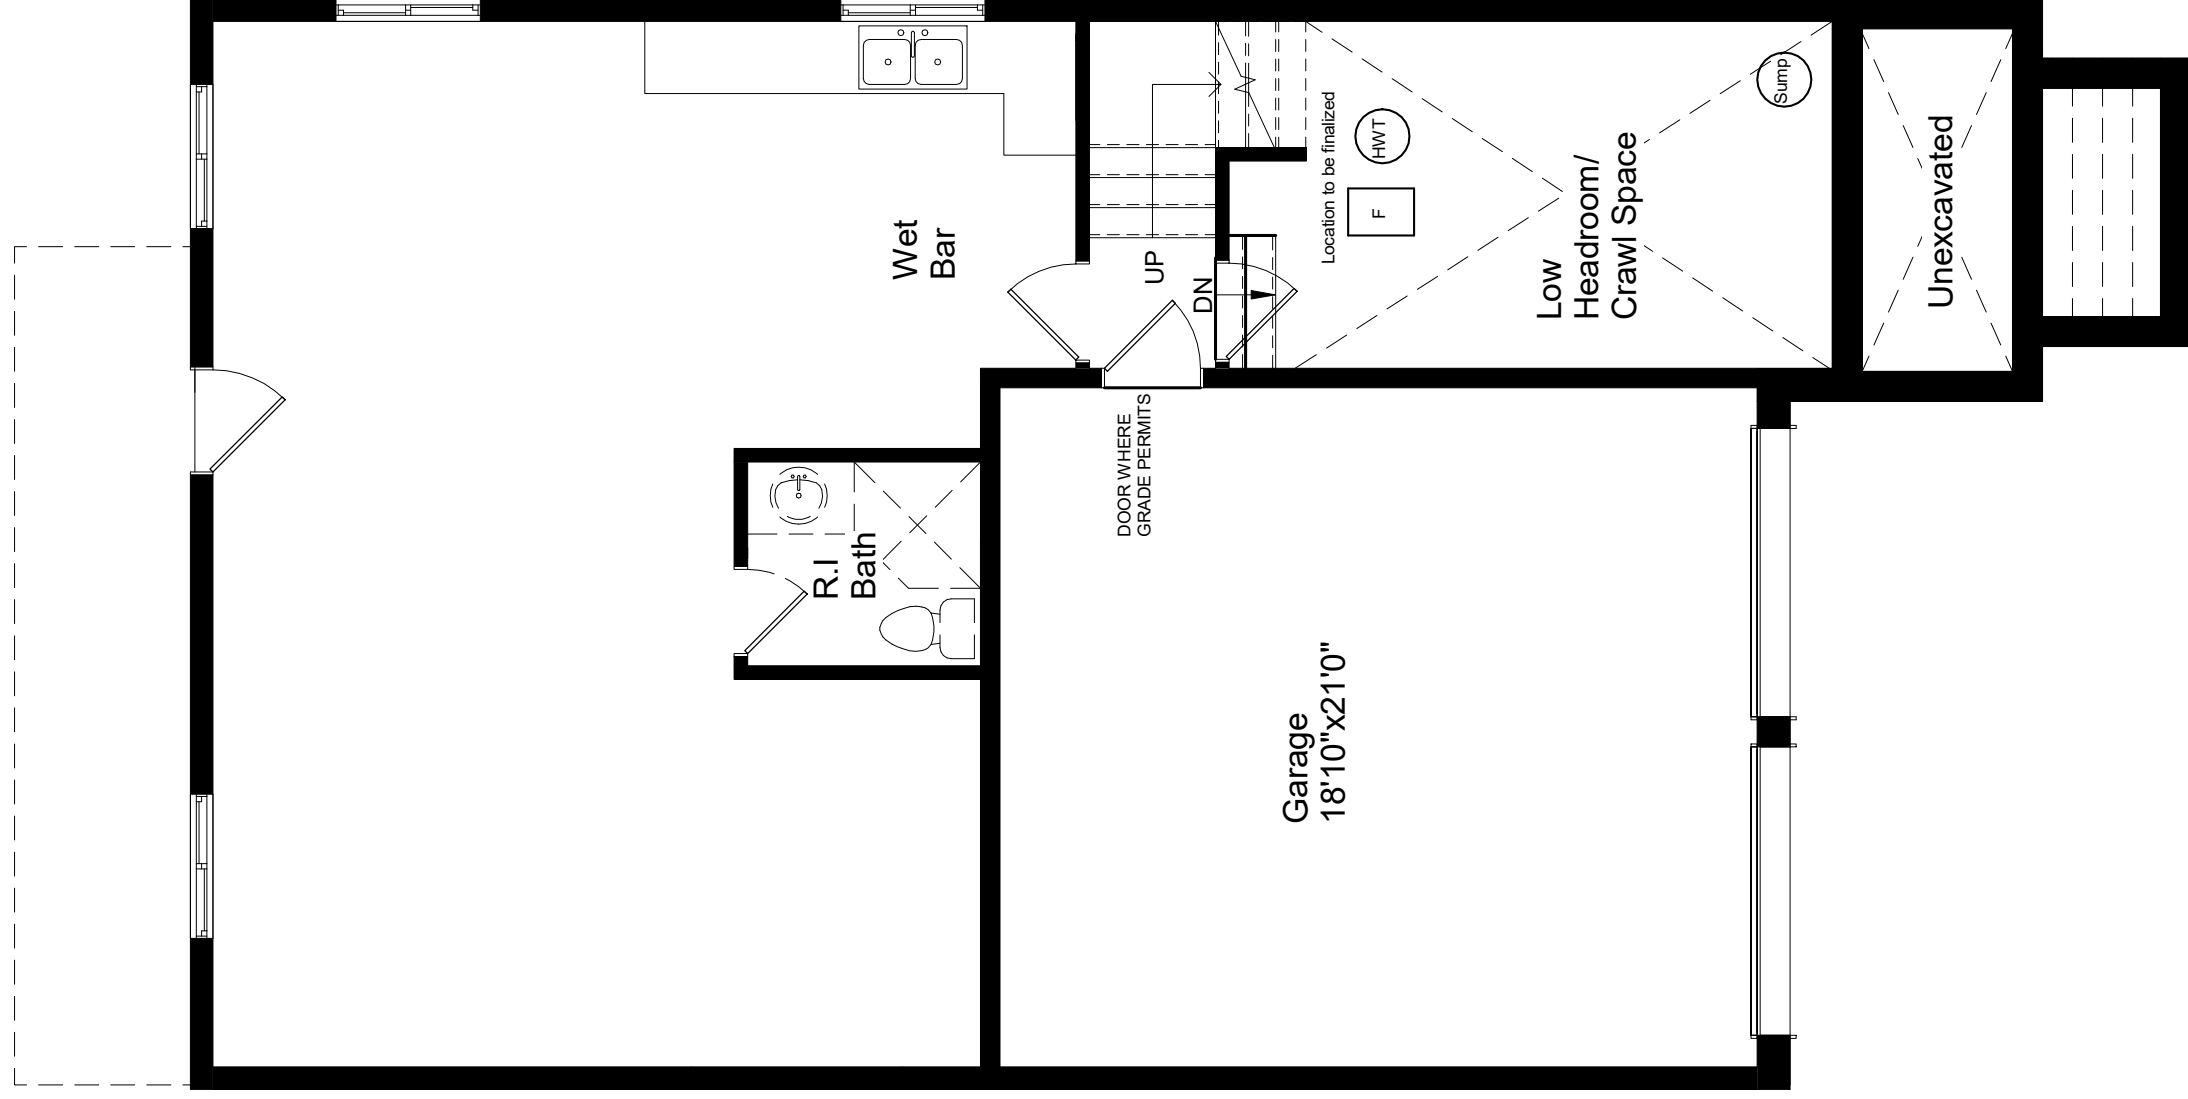 Wet
Bar
UP
DN
Location to be finalized
HWT
F
Sump
Low
Headroom/
Crawl Space
Unexcavated
DOOR WHERE
GRADE PERMITS
R.I
Bath
Garage
18'10"x21'0"